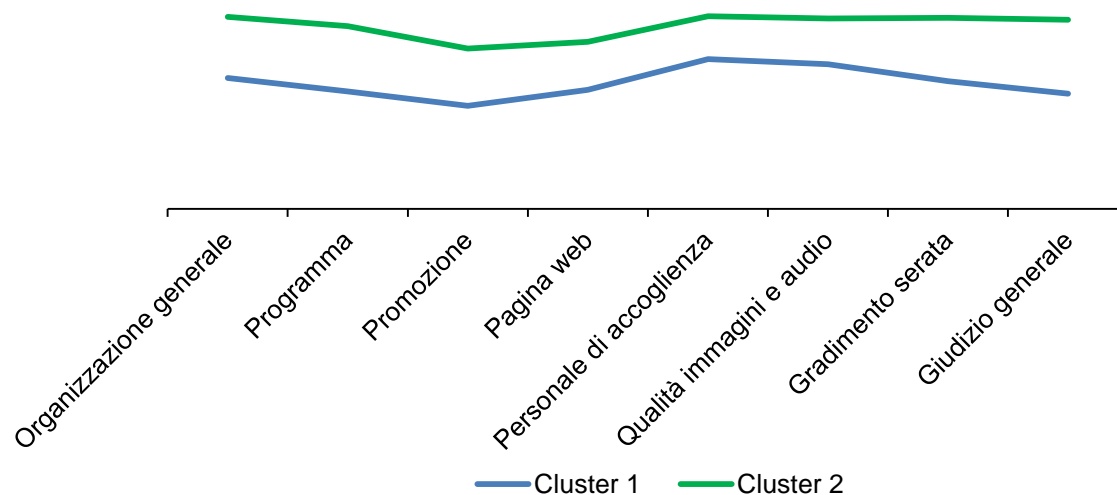 Organizzazione generale
Programma
Promozione
Pagina web
Personale di accoglienza
Qualità immagini e audio
Gradimento serata
Giudizio generale
Cluster 1
Cluster 2